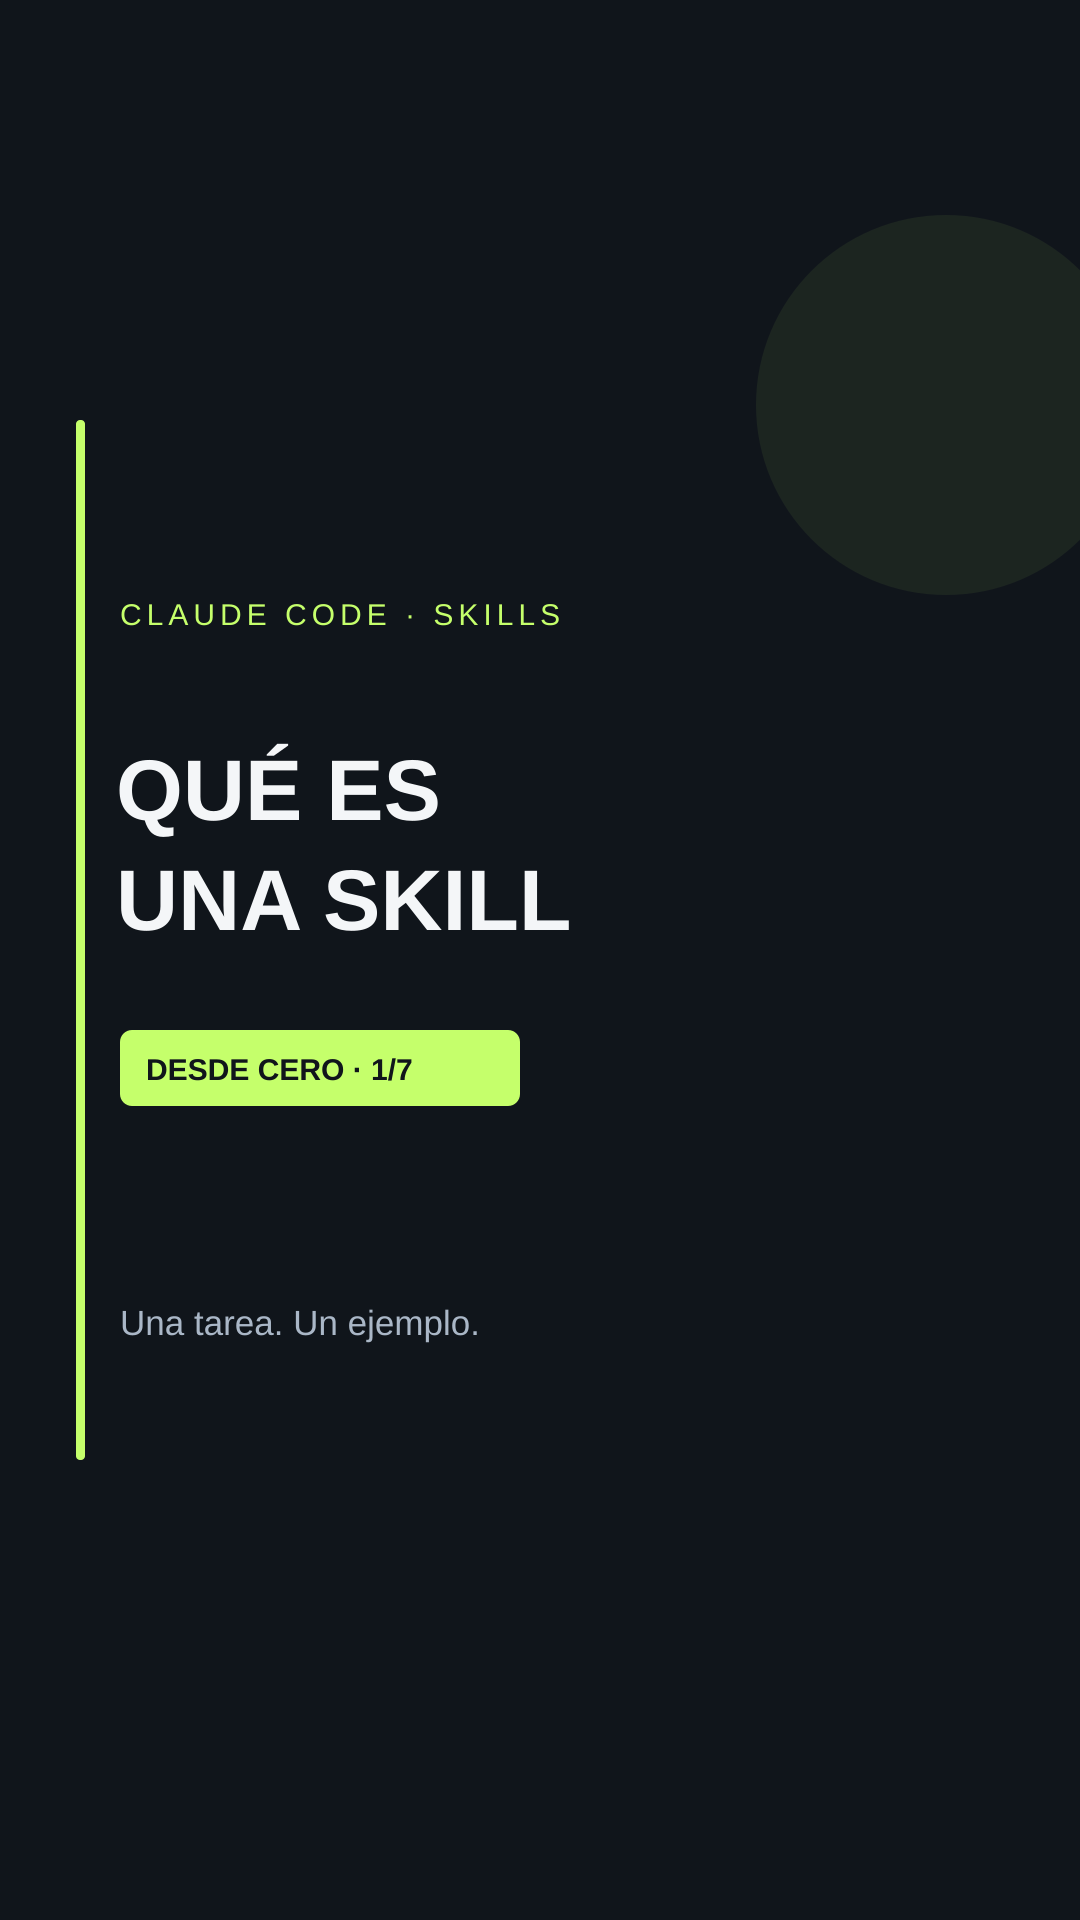 CLAUDE CODE · SKILLS
QUÉ ES
UNA SKILL
DESDE CERO · 1/7
Una tarea. Un ejemplo.